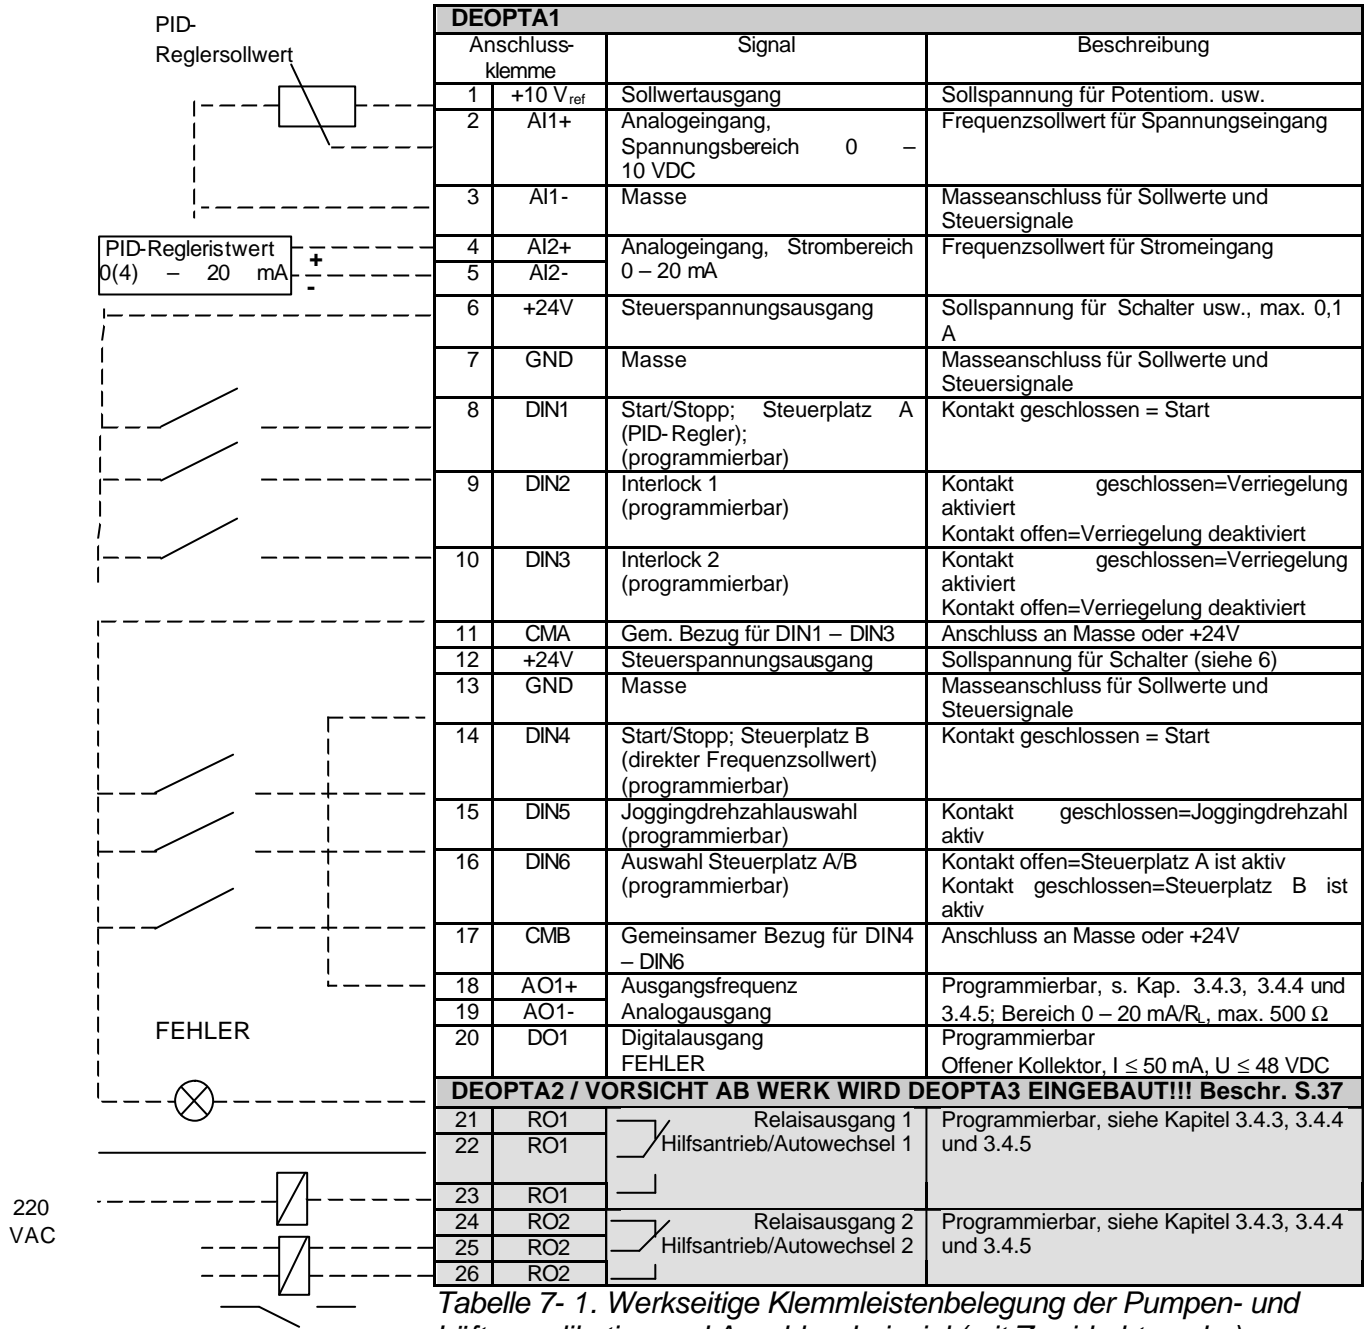 PID-
Reglersollwert
PID-Regleristwert
0(4) – 20 mA
+
-
FEHLER
220
VAC
DEOPTA1
Anschluss-
klemme
Signal
Beschreibung
1 +10 Vref Sollwertausgang Sollspannung für Potentiom. usw.
2 AI1+ Analogeingang, Frequenzsollwert für Spannungseingang
Spannungsbereich 0 –
10 VDC
3 AI1- Masse Masseanschluss für Sollwerte und
Steuersignale
4 AI2+ Analogeingang, Strombereich Frequenzsollwert für Stromeingang
5 AI2- 0 – 20 mA
6 +24V Steuerspannungsausgang Sollspannung für Schalter usw., max. 0,1
A
7 GND Masse Masseanschluss für Sollwerte und
Steuersignale
8 DIN1 Start/Stopp; Steuerplatz A Kontakt geschlossen = Start
(PID-Regler);
(programmierbar)
9 DIN2 Interlock 1 Kontakt geschlossen=Verriegelung
(programmierbar) aktiviert
Kontakt offen=Verriegelung deaktiviert
10 DIN3 Interlock 2 Kontakt geschlossen=Verriegelung
(programmierbar) aktiviert
Kontakt offen=Verriegelung deaktiviert
11 CMA Gem. Bezug für DIN1 – DIN3 Anschluss an Masse oder +24V
12 +24V Steuerspannungsausgang Sollspannung für Schalter (siehe 6)
13 GND Masse Masseanschluss für Sollwerte und
Steuersignale
14 DIN4 Start/Stopp; Steuerplatz B Kontakt geschlossen = Start
(direkter Frequenzsollwert)
(programmierbar)
15 DIN5 Joggingdrehzahlauswahl Kontakt geschlossen=Joggingdrehzahl
(programmierbar) aktiv
16 DIN6 Auswahl Steuerplatz A/B Kontakt offen=Steuerplatz A ist aktiv
(programmierbar) Kontakt geschlossen=Steuerplatz B ist
aktiv
17 CMB Gemeinsamer Bezug für DIN4 Anschluss an Masse oder +24V
– DIN6
18 AO1+ Ausgangsfrequenz Programmierbar, s. Kap. 3.4.3, 3.4.4 und
19 AO1- Analogausgang 3.4.5; Bereich 0 – 20 mA/RL, max. 500 Ω
20 DO1 Digitalausgang Programmierbar
FEHLER Offener Kollektor, I ≤ 50 mA, U ≤ 48 VDC
DEOPTA2 / VORSICHT AB WERK WIRD DEOPTA3 EINGEBAUT!!! Beschr. S.37
21 RO1 Relaisausgang 1 Programmierbar, siehe Kapitel 3.4.3, 3.4.4
22 RO1 Hilfsantrieb/Autowechsel 1 und 3.4.5
23 RO1
24 RO2 Relaisausgang 2 Programmierbar, siehe Kapitel 3.4.3, 3.4.4
25 RO2 Hilfsantrieb/Autowechsel 2 und 3.4.5
26 RO2
Tabelle 7- 1. Werkseitige Klemmleistenbelegung der Pumpen- und